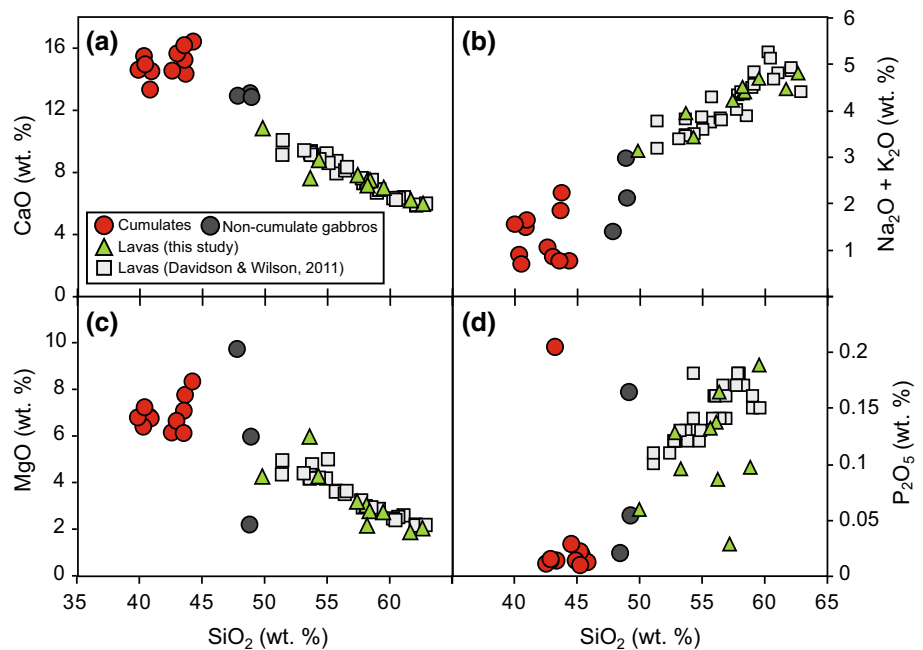 (a)
(b)
16
12
8
4
0
CaO (wt. %)
Cumulates
Non-cumulate gabbros
Lavas (this study)
Lavas (Davidson & Wilson, 2011)
6
5
4
3
2
1
0
Na₂O + K₂O (wt. %)
(c)
(d)
10
8
6
4
2
0
MgO (wt. %)
0.2
0.15
0.1
0.05
0
P₂O₅ (wt. %)
35 40 45 50 55 60
40 45 50 55 60 65
SiO₂ (wt. %)
SiO₂ (wt. %)